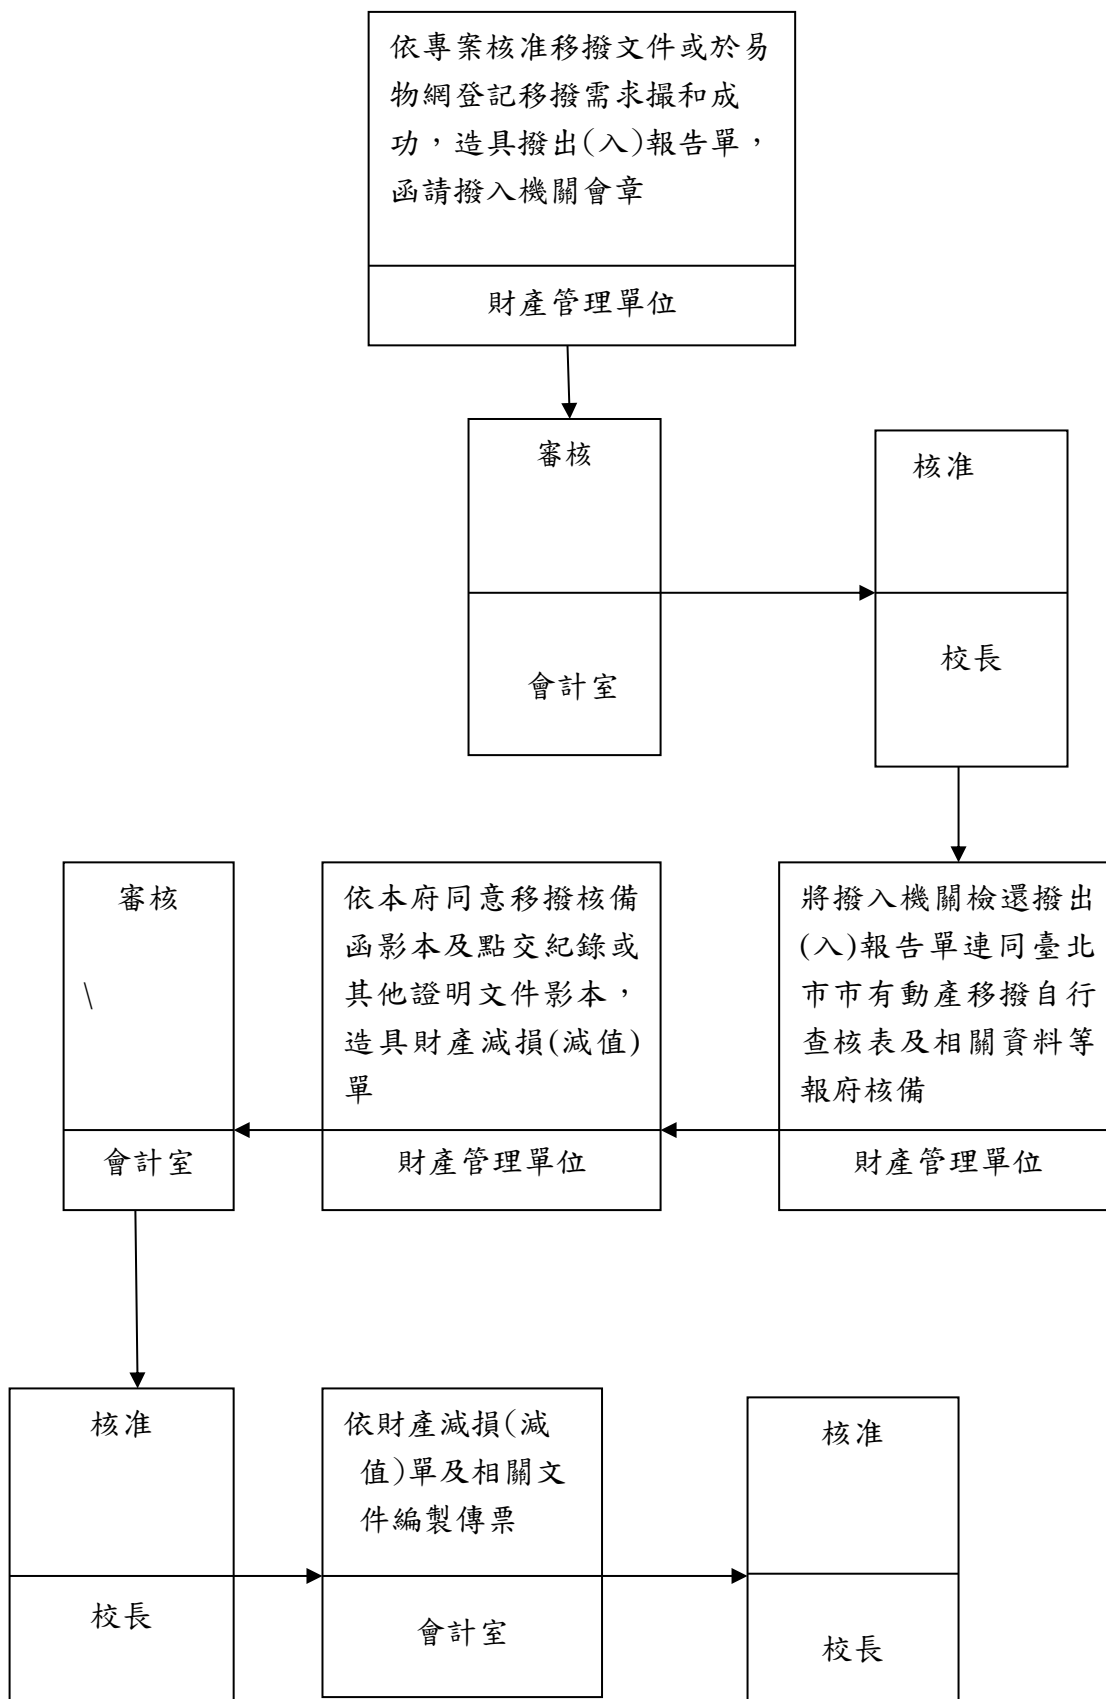 依專案核准移撥文件或於易
物網登記移撥需求撮和成
功，造具撥出(入)報告單，
函請撥入機關會章
財產管理單位
審核
會計室
核准
校長
將撥入機關檢還撥出
(入)報告單連同臺北
市市有動產移撥自行
查核表及相關資料等
報府核備
財產管理單位
依本府同意移撥核備
函影本及點交紀錄或
其他證明文件影本，
造具財產減損(減值)
單
財產管理單位
審核
\
會計室
核准
校長
依財產減損(減
值)單及相關文
件編製傳票
會計室
核准
校長